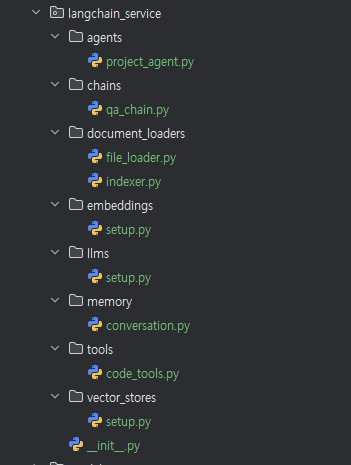 langchain_service
agents
project_agent.py
chains
qa_chain.py
document_loaders
file_loader.py
indexer.py
embeddings
setup.py
llms
setup.py
memory
conversation.py
tools
code_tools.py
vector_stores
setup.py
__init__.py